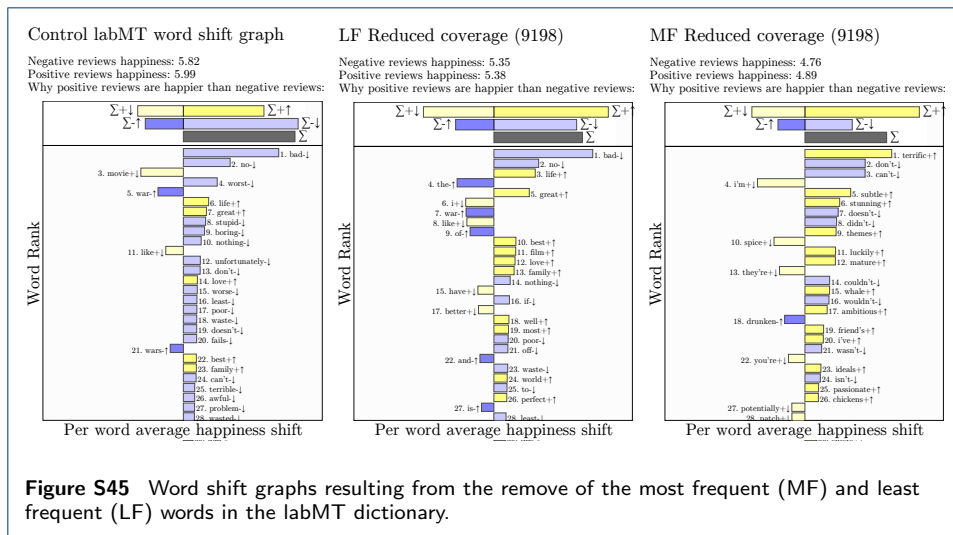 Control labMT word shift graph
Negative reviews happiness: 5.82
Positive reviews happiness: 5.99
Why positive reviews are happier than negative reviews:
Σ+↓
Σ+↑
Σ-↑
Σ-↓
Σ
1. bad-↓
2. no-↓
3. movie+↓
4. worst-↓
5. war-↑
6. life+↑
7. great+↑
8. stupid-↓
9. boring-↓
10. nothing-↓
11. like+↓
12. unfortunately-↓
13. don't-↓
14. love+↑
15. worse-↓
16. least-↓
17. poor-↓
18. waste-↓
19. doesn't-↓
20. fails-↓
21. wars-↑
22. best+↑
23. family+↑
24. can't-↓
25. terrible-↓
26. awful-↓
27. problem-↓
28. wasted-↓
Word Rank
Per word average happiness shift
LF Reduced coverage (9198)
Negative reviews happiness: 5.35
Positive reviews happiness: 5.38
Why positive reviews are happier than negative reviews:
Σ+↓
Σ+↑
Σ-↑
Σ-↓
Σ
1. bad-↓
2. no-↓
3. life+↑
4. the-↑
5. great+↑
6. i+↓
7. war-↑
8. like+↓
9. of-↑
10. best+↑
11. film+↑
12. love+↑
13. family+↑
14. nothing-↓
15. have+↓
16. if-↓
17. better+↓
18. well+↑
19. most+↑
20. poor-↓
21. off-↓
22. and-↑
23. waste-↓
24. world+↑
25. to-↓
26. perfect+↑
27. is-↑
28. least-↓
Word Rank
Per word average happiness shift
MF Reduced coverage (9198)
Negative reviews happiness: 4.76
Positive reviews happiness: 4.89
Why positive reviews are happier than negative reviews:
Σ+↓
Σ+↑
Σ-↑
Σ-↓
Σ
1. terrific+↑
2. don't-↓
3. can't-↓
4. i'm+↓
5. subtle+↑
6. stunning+↑
7. doesn't-↓
8. didn't-↓
9. themes+↑
10. spice+↓
11. luckily+↑
12. mature+↑
13. they're+↓
14. couldn't-↓
15. whale+↑
16. wouldn't-↓
17. ambitious+↑
18. drunken-↑
19. friend's+↑
20. i've+↑
21. wasn't-↓
22. you're+↓
23. ideals+↑
24. isn't-↓
25. passionate+↑
26. chickens+↑
27. potentially+↓
28. patch+↓
Word Rank
Per word average happiness shift
Figure S45 Word shift graphs resulting from the remove of the most frequent (MF) and least
frequent (LF) words in the labMT dictionary.